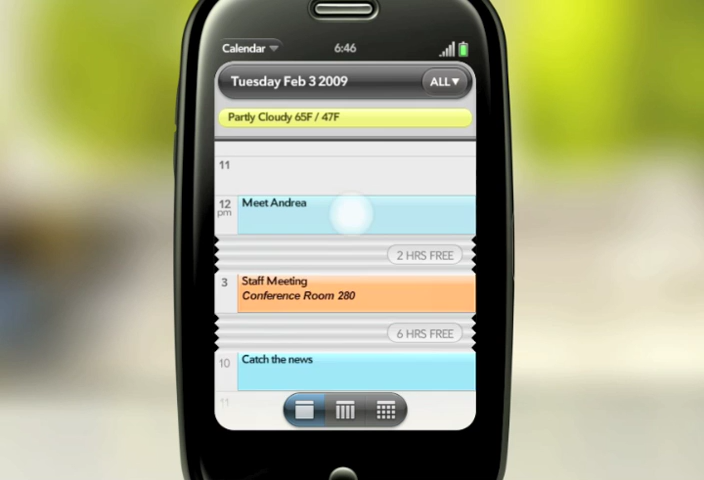 Calendar 6:46
Tuesday Feb 3 2009 ALL
Partly Cloudy 65F / 47F
11
12 Meet Andrea
pm
2 HRS FREE
3 Staff Meeting
Conference Room 280
6 HRS FREE
10 Catch the news
11